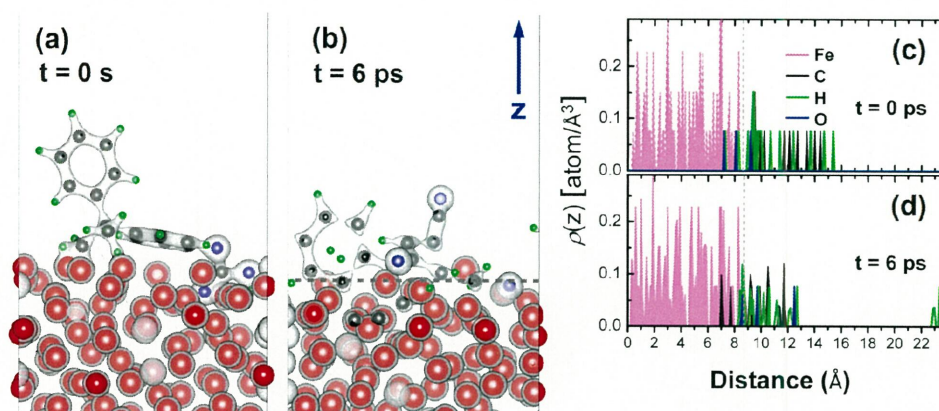 (a)
t = 0 s
(b)
t = 6 ps
z
(c)
Fe
C
H
O
t = 0 ps
0.2
0.1
0.0
(d)
t = 6 ps
0.2
0.1
0.0
ρ(z) [atom/Å³]
0 2 4 6 8 10 12 14 16 18 20 22
Distance (Å)